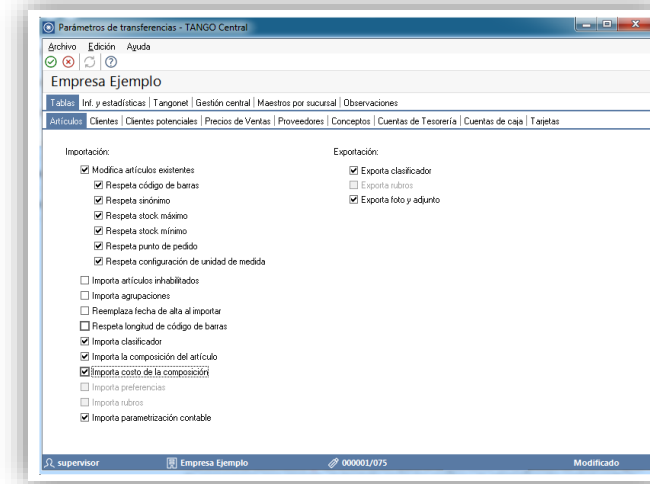 Parámetros de transferencias - TANGO Central
Archivo Edición Ayuda
Empresa Ejemplo
Tablas Inf. y estadísticas Tangonet Gestión central Maestros por sucursal Observaciones
Artículos Clientes Clientes potenciales Precios de Ventas Proveedores Conceptos Cuentas de Tesorería Cuentas de caja Tarjetas
Importación: Exportación:
Modifica artículos existentes Exporta clasificador
Respeta código de barras Exporta rubros
Respeta sinónimo Exporta foto y adjunto
Respeta stock máximo
Respeta stock mínimo
Respeta punto de pedido
Respeta configuración de unidad de medida
Importa artículos inhabilitados
Importa agrupaciones
Reemplaza fecha de alta al importar
Respeta longitud de código de barras
Importa clasificador
Importa la composición del artículo
Importa costo de la composición
Importa preferencias
Importa rubros
Importa parametrización contable
supervisor Empresa Ejemplo 000001/075 Modificado